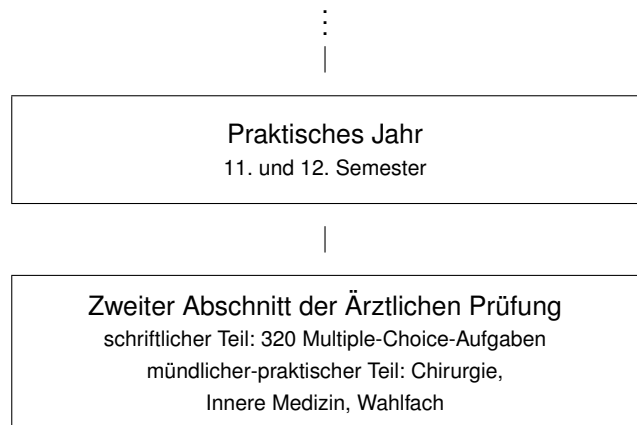 Praktisches Jahr
11. und 12. Semester
Zweiter Abschnitt der Ärztlichen Prüfung
schriftlicher Teil: 320 Multiple-Choice-Aufgaben
mündlicher-praktischer Teil: Chirurgie,
Innere Medizin, Wahlfach